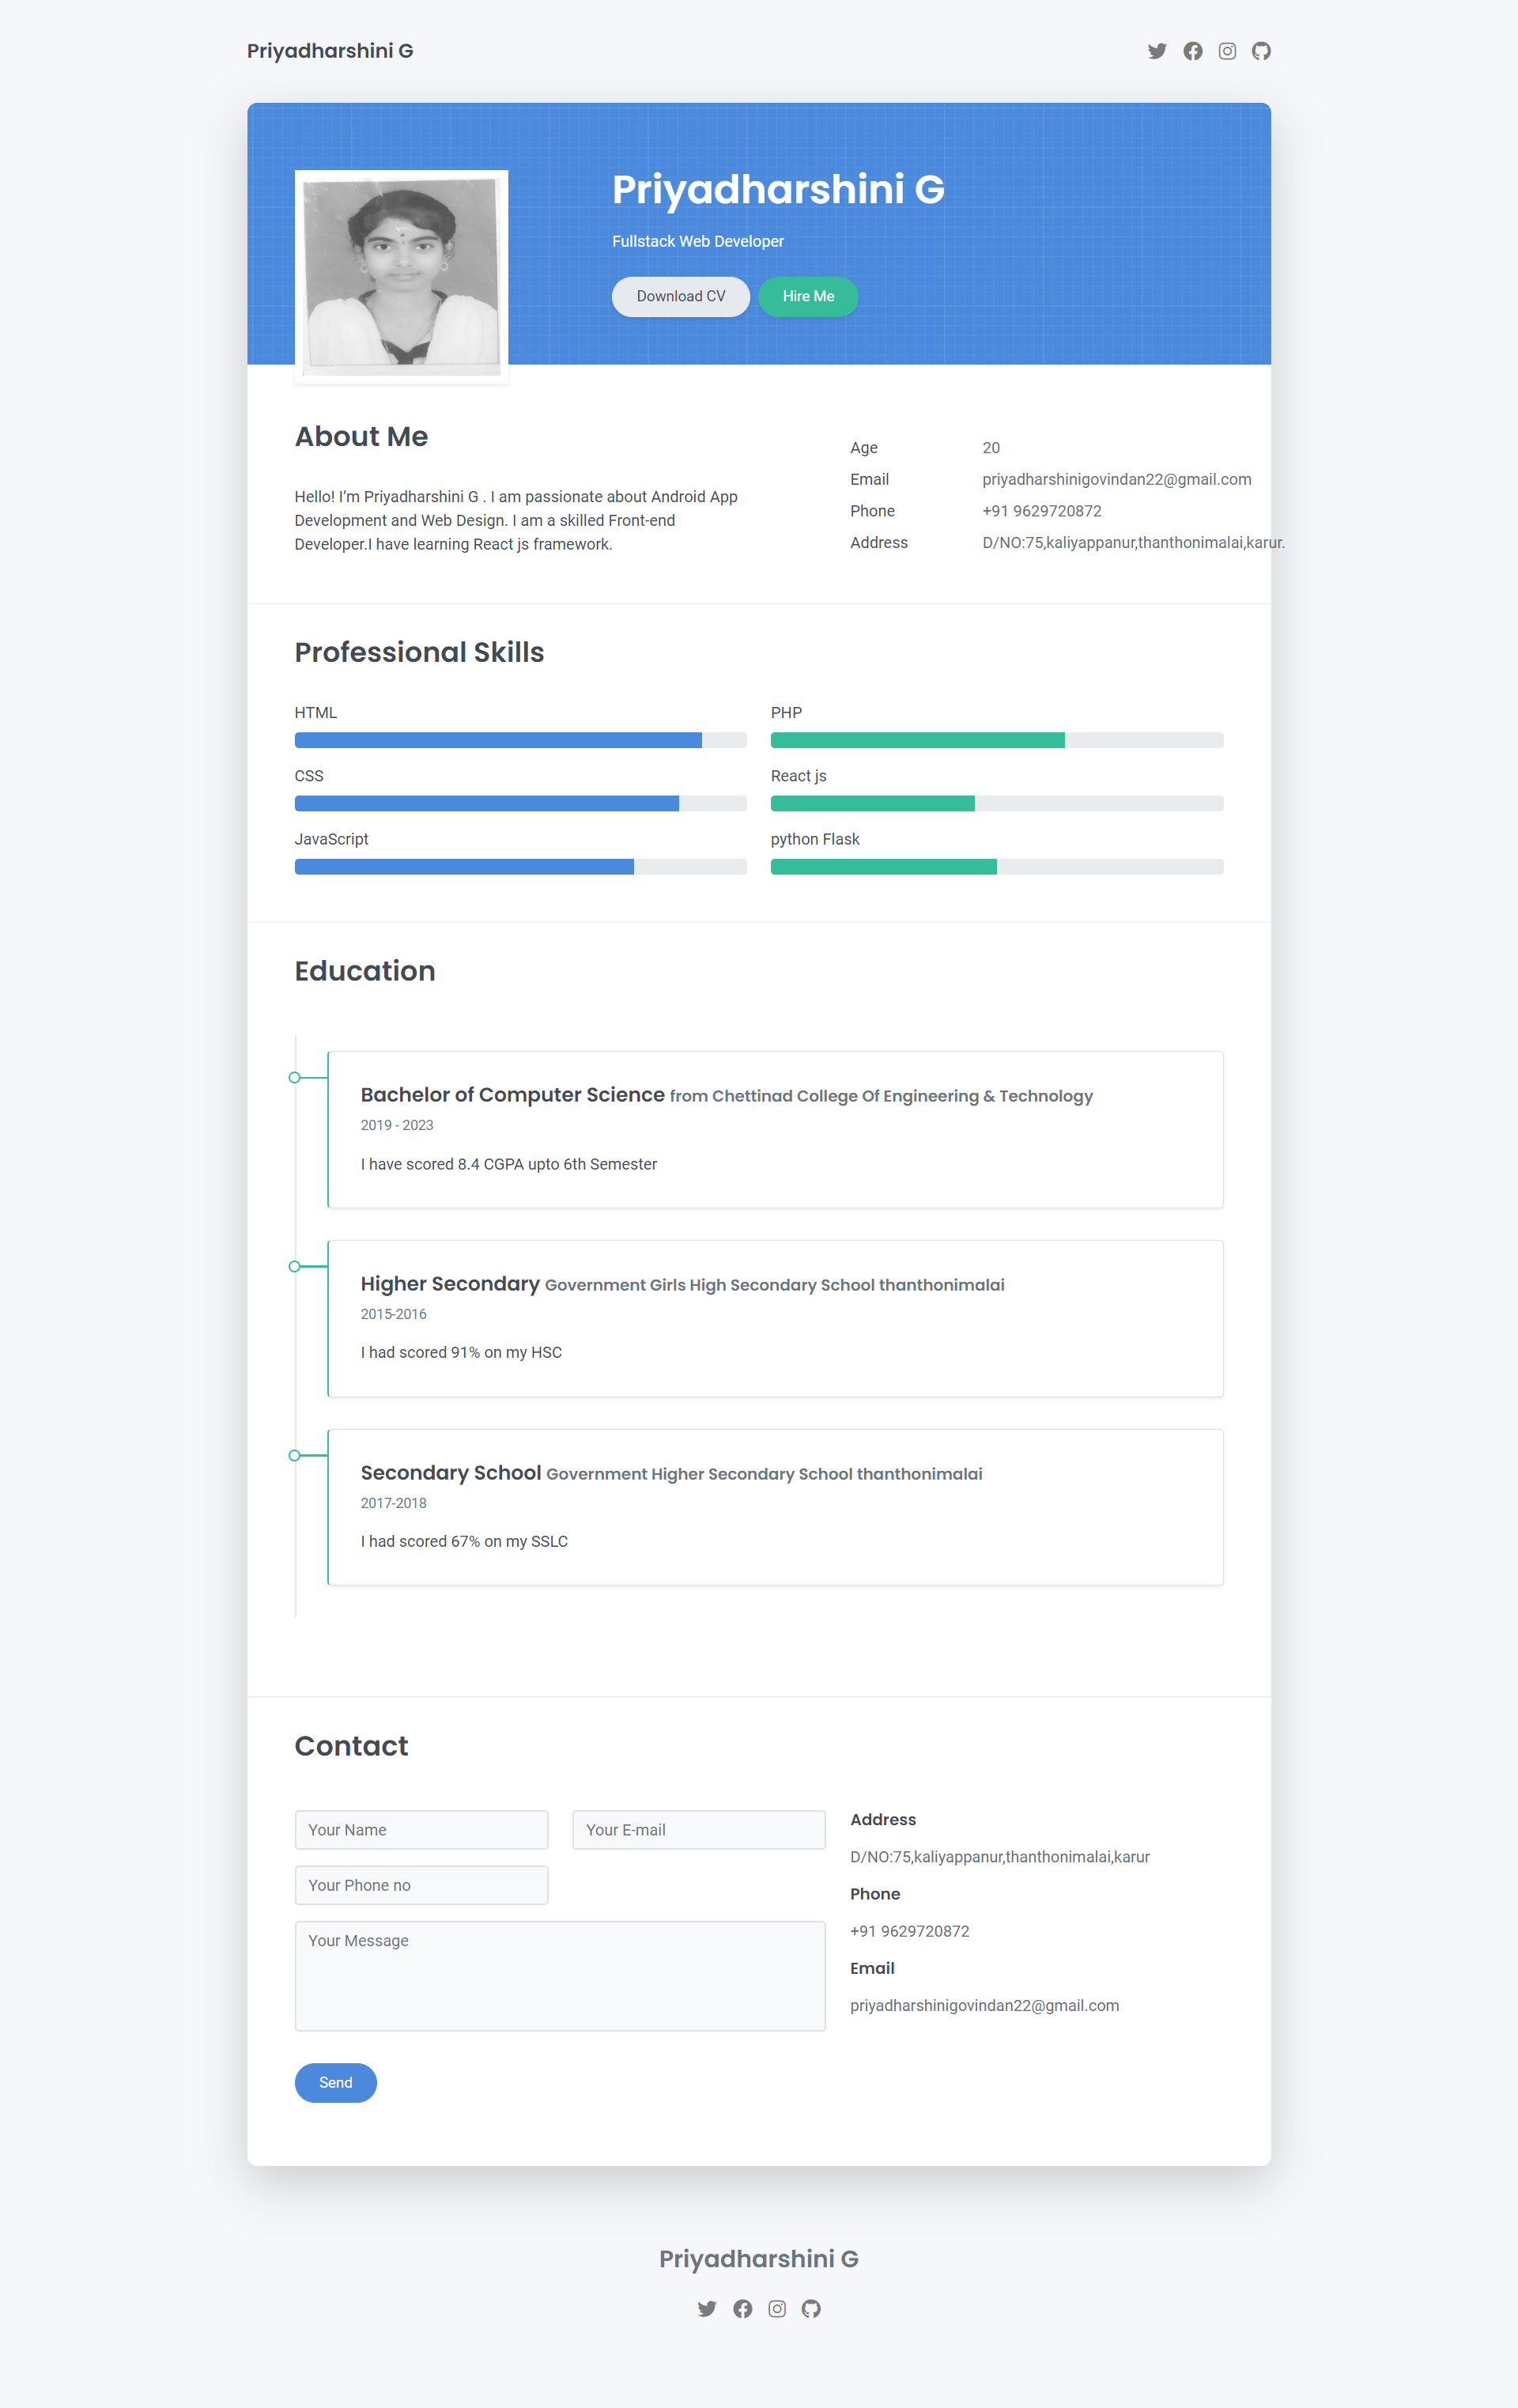 Priyadharshini G
Priyadharshini G
Fullstack Web Developer
Download CV
Hire Me
About Me
Hello! I’m Priyadharshini G . I am passionate about Android App
Development and Web Design. I am a skilled Front-end
Developer.I have learning React js framework.
Age 20
Email priyadharshinigovindan22@gmail.com
Phone +91 9629720872
Address D/NO:75,kaliyappanur,thanthonimalai,karur.
Professional Skills
HTML
CSS
JavaScript
PHP
React js
python Flask
Education
Bachelor of Computer Science from Chettinad College Of Engineering & Technology
2019 - 2023
I have scored 8.4 CGPA upto 6th Semester
Higher Secondary Government Girls High Secondary School thanthonimalai
2015-2016
I had scored 91% on my HSC
Secondary School Government Higher Secondary School thanthonimalai
2017-2018
I had scored 67% on my SSLC
Contact
Your Name
Your E-mail
Your Phone no
Your Message
Send
Address
D/NO:75,kaliyappanur,thanthonimalai,karur
Phone
+91 9629720872
Email
priyadharshinigovindan22@gmail.com
Priyadharshini G